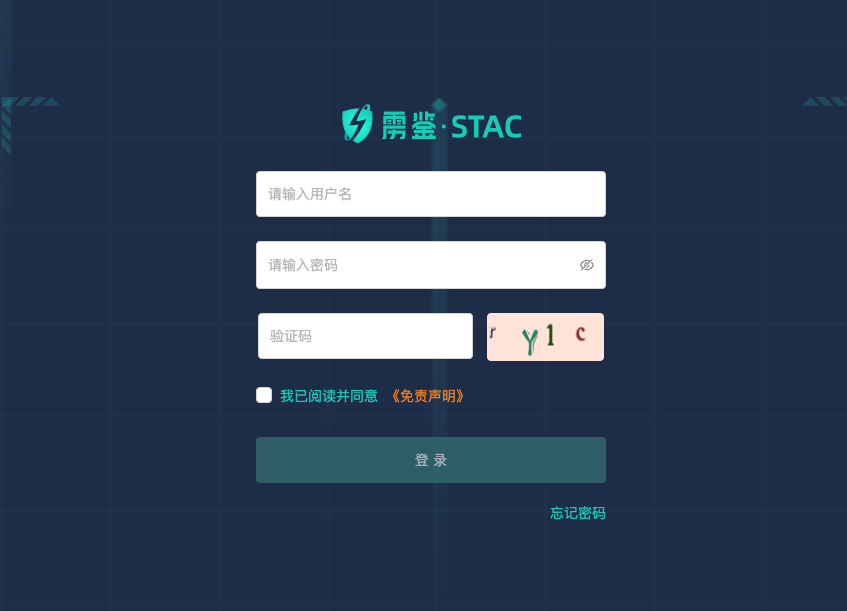 雳鉴·STAC
请输入用户名
请输入密码
验证码
r Y l c
我已阅读并同意 《免责声明》
登 录
忘记密码